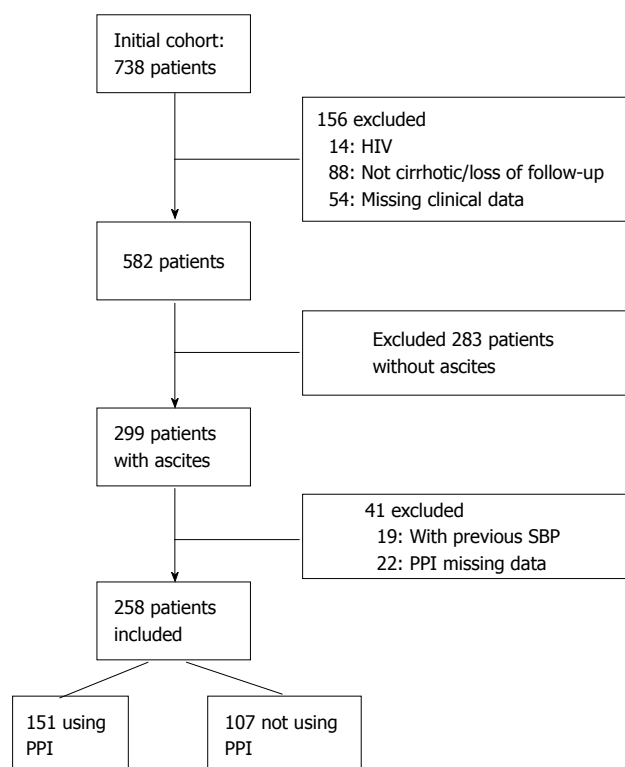 Initial cohort:
738 patients
156 excluded
14: HIV
88: Not cirrhotic/loss of follow-up
54: Missing clinical data
582 patients
Excluded 283 patients
without ascites
299 patients
with ascites
41 excluded
19: With previous SBP
22: PPI missing data
258 patients
included
151 using
PPI
107 not using
PPI